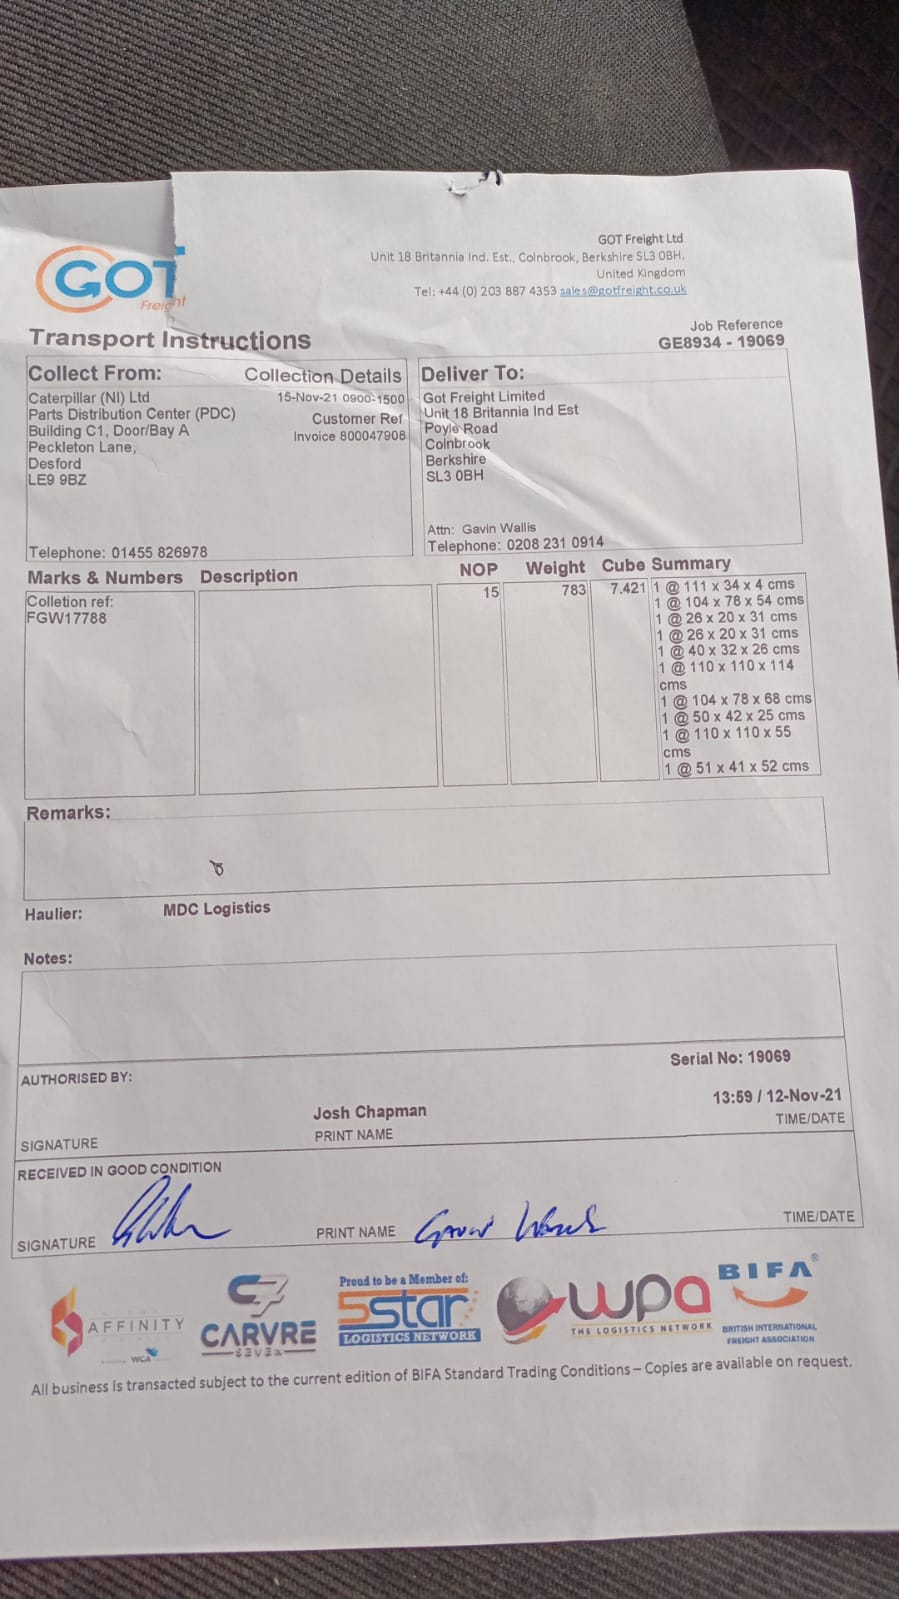 GOT
Freight
GOT Freight Ltd
Unit 18 Britannia Ind. Est., Colnbrook, Berkshire SL3 0BH,
United Kingdom
Tel: +44 (0) 203 887 4353 sales@gotfreight.co.uk
Transport Instructions
Job Reference
GE8934 - 19069
Collect From: Collection Details
Caterpillar (NI) Ltd 15-Nov-21 0900-1500
Parts Distribution Center (PDC) Customer Ref
Building C1, Door/Bay A Invoice 800047908
Peckleton Lane,
Desford
LE9 9BZ
Telephone: 01455 826978
Deliver To:
Got Freight Limited
Unit 18 Britannia Ind Est
Poyle Road
Colnbrook
Berkshire
SL3 0BH
Attn: Gavin Wallis
Telephone: 0208 231 0914
Marks & Numbers Description NOP Weight Cube Summary
Colletion ref: 15 783 7.421 1 @ 111 x 34 x 4 cms
FGW17788 1 @ 104 x 78 x 54 cms
1 @ 26 x 20 x 31 cms
1 @ 26 x 20 x 31 cms
1 @ 40 x 32 x 26 cms
1 @ 110 x 110 x 114
cms
1 @ 104 x 78 x 68 cms
1 @ 50 x 42 x 25 cms
1 @ 110 x 110 x 55
cms
1 @ 51 x 41 x 52 cms
Remarks:
Haulier: MDC Logistics
Notes:
Serial No: 19069
AUTHORISED BY:
Josh Chapman 13:59 / 12-Nov-21
SIGNATURE PRINT NAME TIME/DATE
RECEIVED IN GOOD CONDITION
SIGNATURE PRINT NAME Gavin Wallis TIME/DATE
AFFINITY
WCA
C7
CARVRE
SEVEN
Proud to be a Member of:
5star
LOGISTICS NETWORK
wpa
THE LOGISTICS NETWORK
BIFA®
BRITISH INTERNATIONAL
FREIGHT ASSOCIATION
All business is transacted subject to the current edition of BIFA Standard Trading Conditions – Copies are available on request.